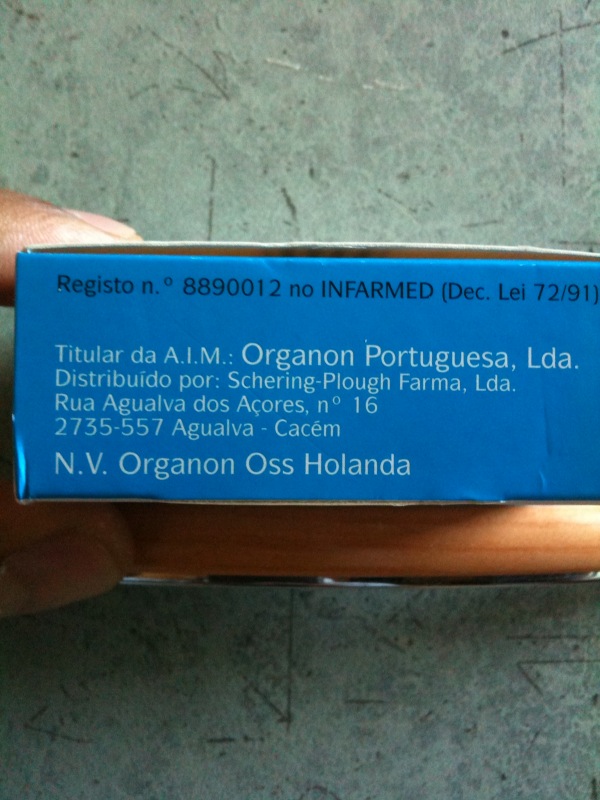 Registo n.º 8890012 no INFARMED (Dec. Lei 72/91)
Titular da A.I.M.: Organon Portuguesa, Lda.
Distribuído por: Schering-Plough Farma, Lda.
Rua Agualva dos Açores, nº 16
2735-557 Agualva - Cacém
N.V. Organon Oss Holanda